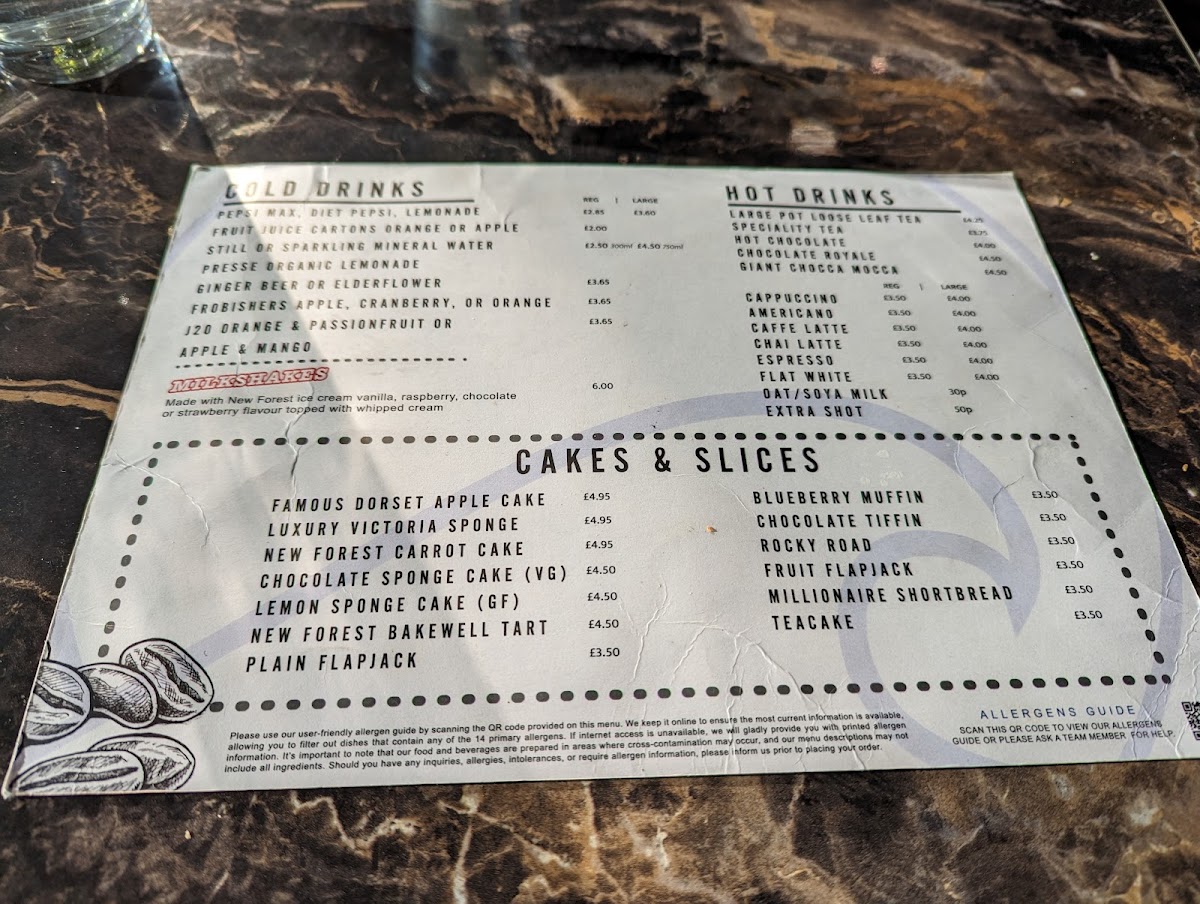 COLD DRINKS
REG | LARGE
PEPSI MAX, DIET PEPSI, LEMONADE £2.85 £3.60
FRUIT JUICE CARTONS ORANGE OR APPLE £2.00
STILL OR SPARKLING MINERAL WATER £2.50 300ml £4.50 750ml
PRESSE ORGANIC LEMONADE
GINGER BEER OR ELDERFLOWER £3.65
FROBISHERS APPLE, CRANBERRY, OR ORANGE £3.65
J2O ORANGE & PASSIONFRUIT OR £3.65
APPLE & MANGO
MILKSHAKES 6.00
Made with New Forest ice cream vanilla, raspberry, chocolate
or strawberry flavour topped with whipped cream
HOT DRINKS
LARGE POT LOOSE LEAF TEA £4.25
SPECIALITY TEA £3.75
HOT CHOCOLATE £4.00
CHOCOLATE ROYALE £4.50
GIANT CHOCCA MOCCA £4.50
REG | LARGE
CAPPUCCINO £3.50 £4.00
AMERICANO £3.50 £4.00
CAFFE LATTE £3.50 £4.00
CHAI LATTE £3.50 £4.00
ESPRESSO £3.50 £4.00
FLAT WHITE £3.50 £4.00
OAT/SOYA MILK 30p
EXTRA SHOT 50p
CAKES & SLICES
FAMOUS DORSET APPLE CAKE £4.95
LUXURY VICTORIA SPONGE £4.95
NEW FOREST CARROT CAKE £4.95
CHOCOLATE SPONGE CAKE (VG) £4.50
LEMON SPONGE CAKE (GF) £4.50
NEW FOREST BAKEWELL TART £4.50
PLAIN FLAPJACK £3.50
BLUEBERRY MUFFIN £3.50
CHOCOLATE TIFFIN £3.50
ROCKY ROAD £3.50
FRUIT FLAPJACK £3.50
MILLIONAIRE SHORTBREAD £3.50
TEACAKE £3.50
Please use our user-friendly allergen guide by scanning the QR code provided on this menu. We keep it online to ensure the most current information is available,
allowing you to filter out dishes that contain any of the 14 primary allergens. If internet access is unavailable, we will gladly provide you with printed allergen
information. It's important to note that our food and beverages are prepared in areas where cross-contamination may occur, and our menu descriptions may not
include all ingredients. Should you have any inquiries, allergies, intolerances, or require allergen information, please inform us prior to placing your order.
ALLERGENS GUIDE
SCAN THIS QR CODE TO VIEW OUR ALLERGENS
GUIDE OR PLEASE ASK A TEAM MEMBER FOR HELP.